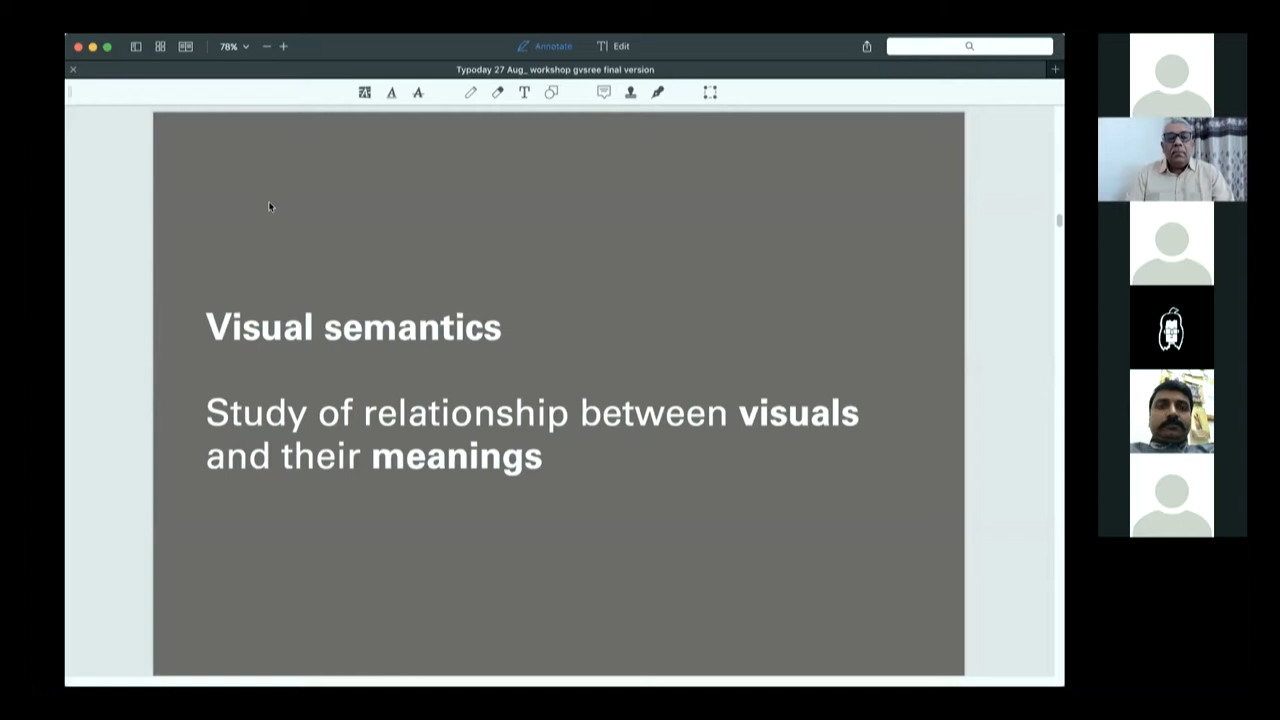 78%
Annotate
T Edit
Typoday 27 Aug_ workshop gvsree final version
A A A T
Visual semantics
Study of relationship between visuals
and their meanings